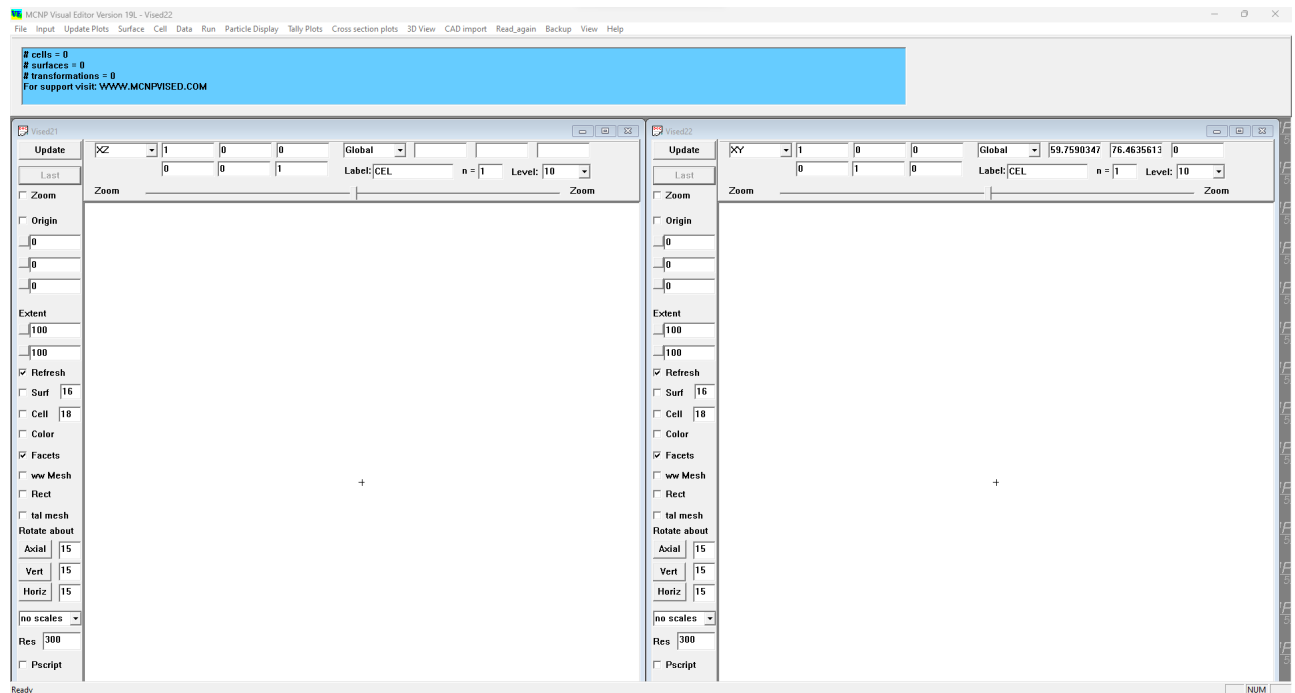 MCNP Visual Editor Version 19L - Vised22
File Input Update Plots Surface Cell Data Run Particle Display Tally Plots Cross section plots 3D View CAD import Read_again Backup View Help
# cells = 0
# surfaces = 0
# transformations = 0
For support visit: WWW.MCNPVISED.COM
Vised21
Update XZ 1 0 0 Global
Last 0 0 1 Label: CEL n = 1 Level: 10
Zoom Zoom
Zoom
Origin
0
0
0
Extent
100
100
Refresh
Surf 16
Cell 18
Color
Facets
ww Mesh
Rect
tal mesh
Rotate about
Axial 15
Vert 15
Horiz 15
no scales
Res 300
Pscript
Vised22
Update XY 1 0 0 Global 59.7590347 76.4635613 0
Last 0 1 0 Label: CEL n = 1 Level: 10
Zoom Zoom
Zoom
Origin
0
0
0
Extent
100
100
Refresh
Surf 16
Cell 18
Color
Facets
ww Mesh
Rect
tal mesh
Rotate about
Axial 15
Vert 15
Horiz 15
no scales
Res 300
Pscript
Ready NUM